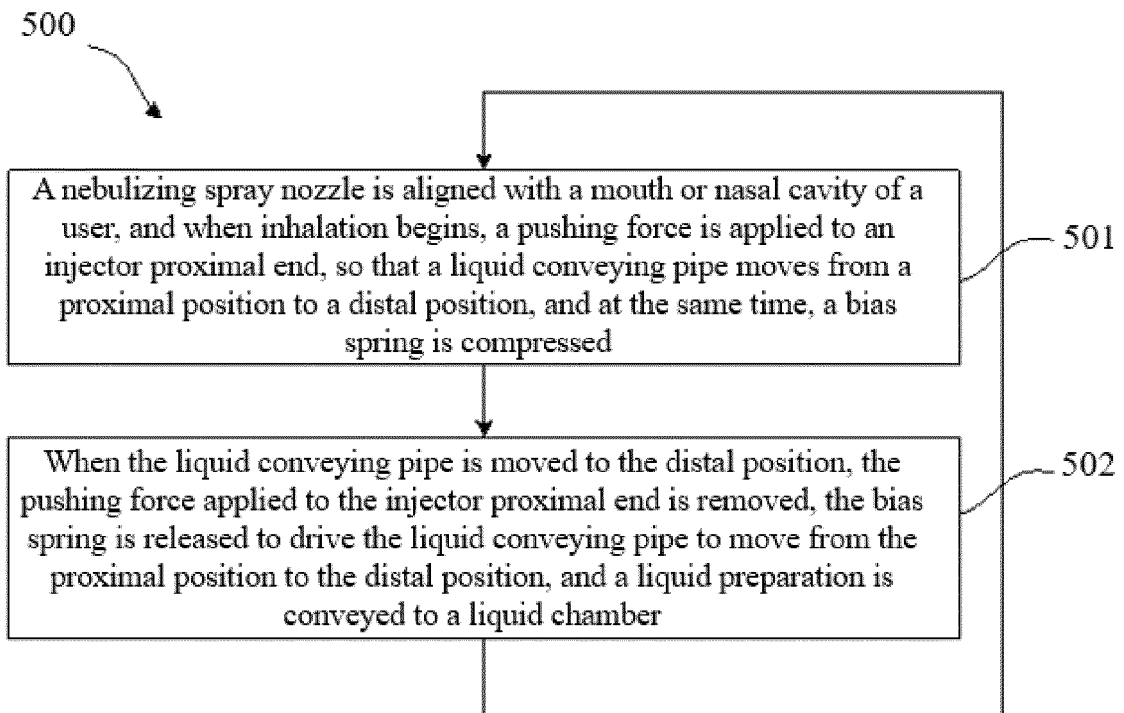 500
A nebulizing spray nozzle is aligned with a mouth or nasal cavity of a
user, and when inhalation begins, a pushing force is applied to an
injector proximal end, so that a liquid conveying pipe moves from a
proximal position to a distal position, and at the same time, a bias
spring is compressed
501
When the liquid conveying pipe is moved to the distal position, the
pushing force applied to the injector proximal end is removed, the bias
spring is released to drive the liquid conveying pipe to move from the
proximal position to the distal position, and a liquid preparation is
conveyed to a liquid chamber
502